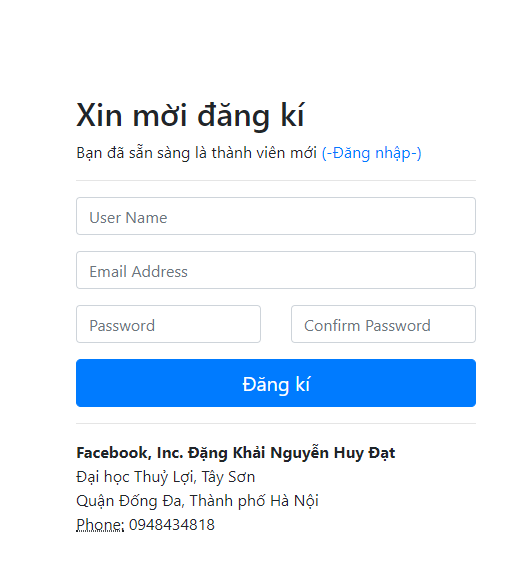 Xin mời đăng kí
Bạn đã sẵn sàng là thành viên mới (-Đăng nhập-)
User Name
Email Address
Password
Confirm Password
Đăng kí
Facebook, Inc. Đặng Khải Nguyễn Huy Đạt
Đại học Thuỷ Lợi, Tây Sơn
Quận Đống Đa, Thành phố Hà Nội
Phone: 0948434818